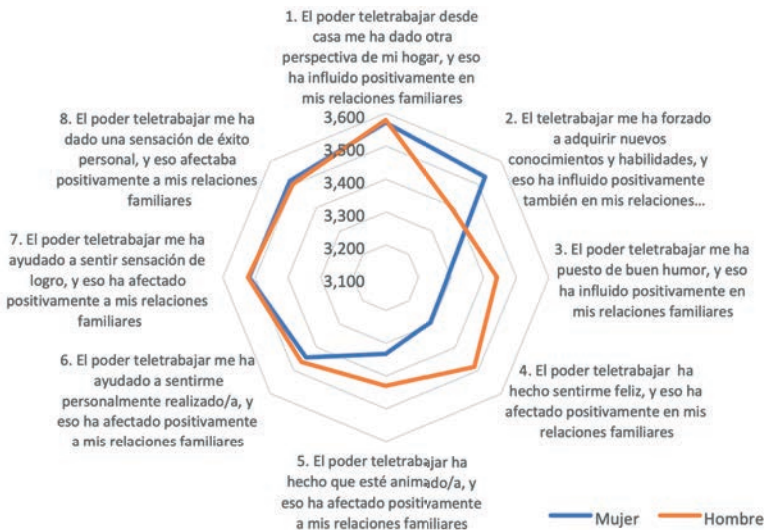 1. El poder teletrabajar desde
casa me ha dado otra
perspectiva de mi hogar, y eso
ha influido positivamente en
mis relaciones familiares
2. El teletrabajar me ha forzado
a adquirir nuevos
conocimientos y habilidades, y
eso ha influido positivamente
también en mis relaciones...
3. El poder teletrabajar me ha
puesto de buen humor, y eso
ha influido positivamente en
mis relaciones familiares
4. El poder teletrabajar ha
hecho sentirme feliz, y eso ha
afectado positivamente en mis
relaciones familiares
5. El poder teletrabajar ha
hecho que esté animado/a, y
eso ha afectado positivamente
a mis relaciones familiares
6. El poder teletrabajar me ha
ayudado a sentirme
personalmente realizado/a, y
eso ha afectado positivamente
a mis relaciones familiares
7. El poder teletrabajar me ha
ayudado a sentir sensación de
logro, y eso ha afectado
positivamente a mis relaciones
familiares
8. El poder teletrabajar me ha
dado una sensación de éxito
personal, y eso afectaba
positivamente a mis relaciones
familiares
3,600
3,500
3,400
3,300
3,200
3,100
Mujer
Hombre